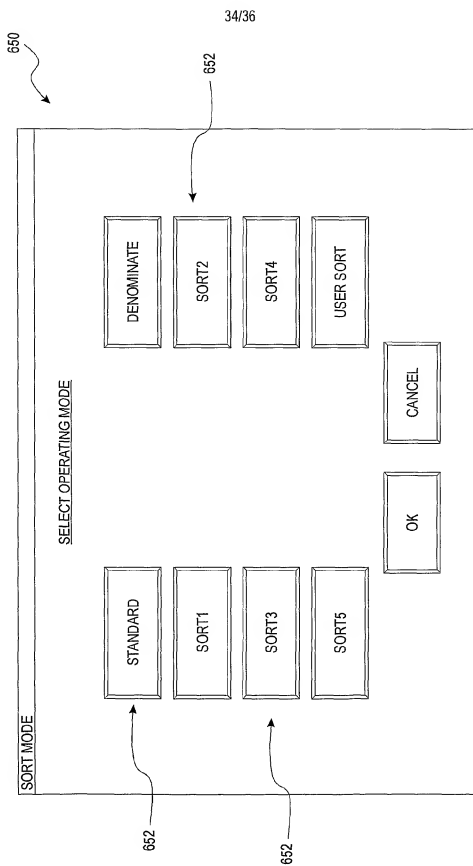 34/36
650
SORT MODE
SELECT OPERATING MODE
652
STANDARD
DENOMINATE
SORT1
SORT2
652
652
SORT3
SORT4
SORT5
USER SORT
OK
CANCEL